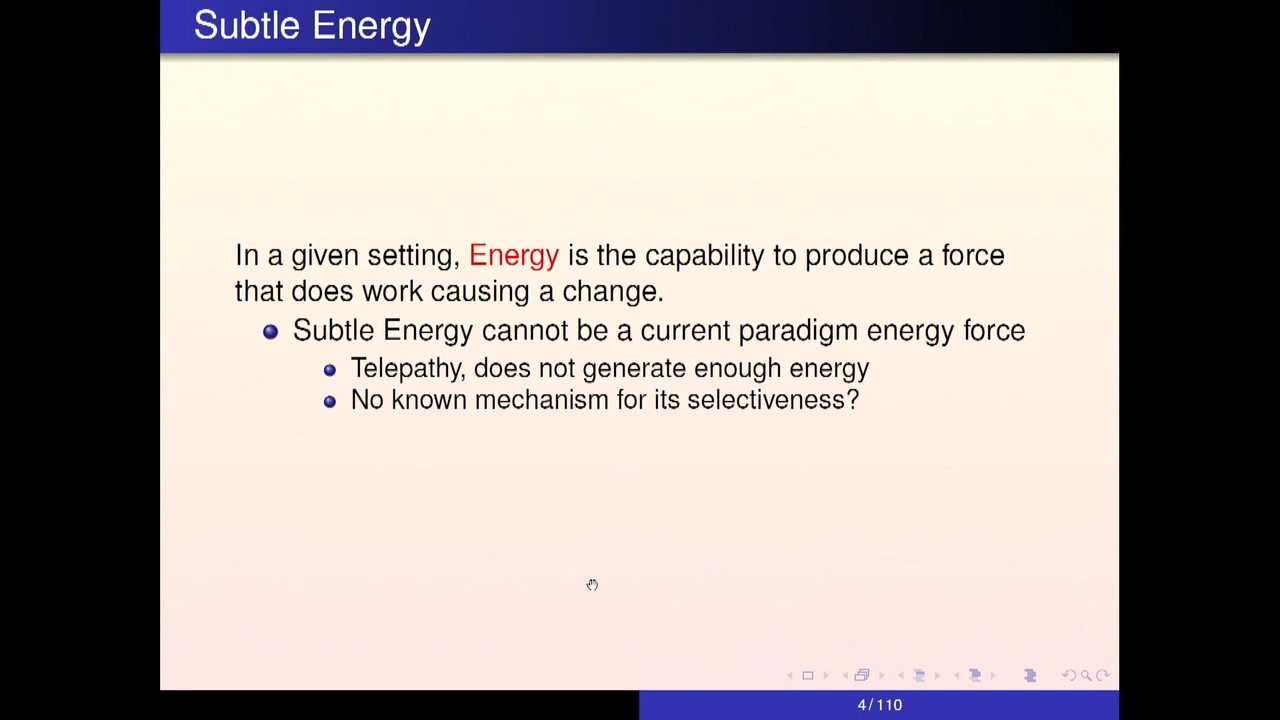 Subtle Energy
In a given setting, Energy is the capability to produce a force
that does work causing a change.
Subtle Energy cannot be a current paradigm energy force
Telepathy, does not generate enough energy
No known mechanism for its selectiveness?
4 / 110